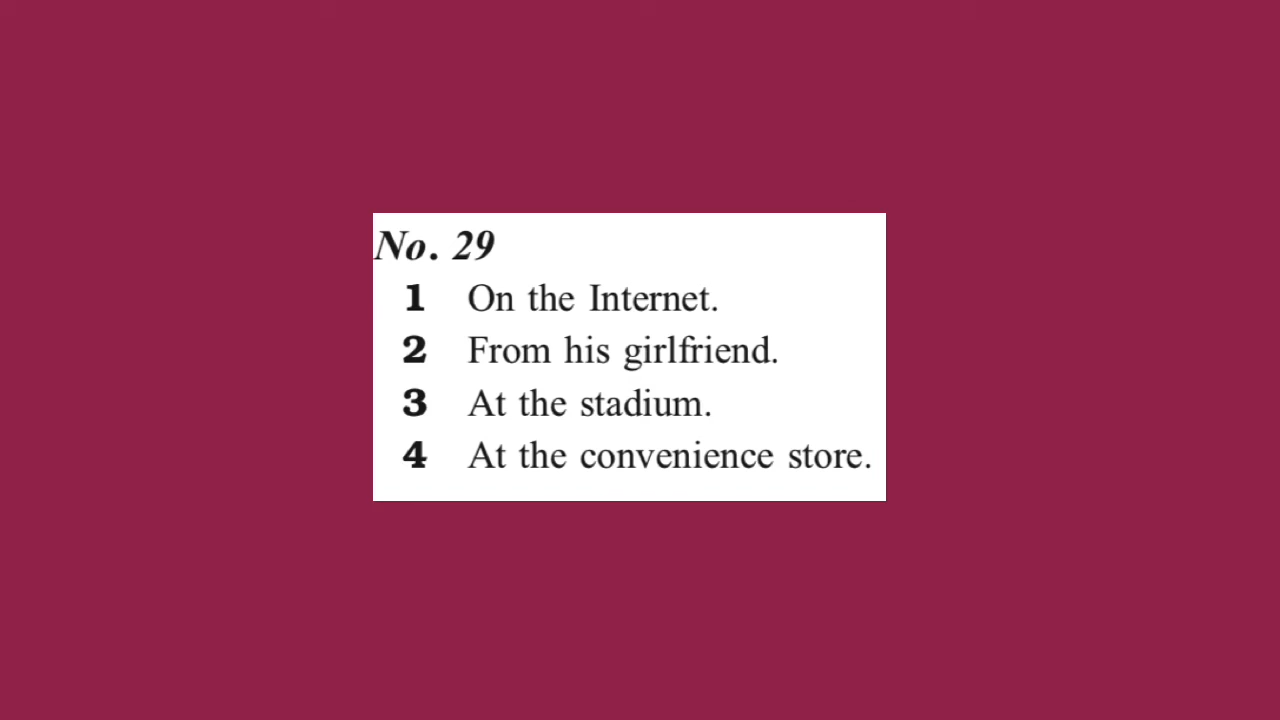 No. 29
1 On the Internet.
2 From his girlfriend.
3 At the stadium.
4 At the convenience store.